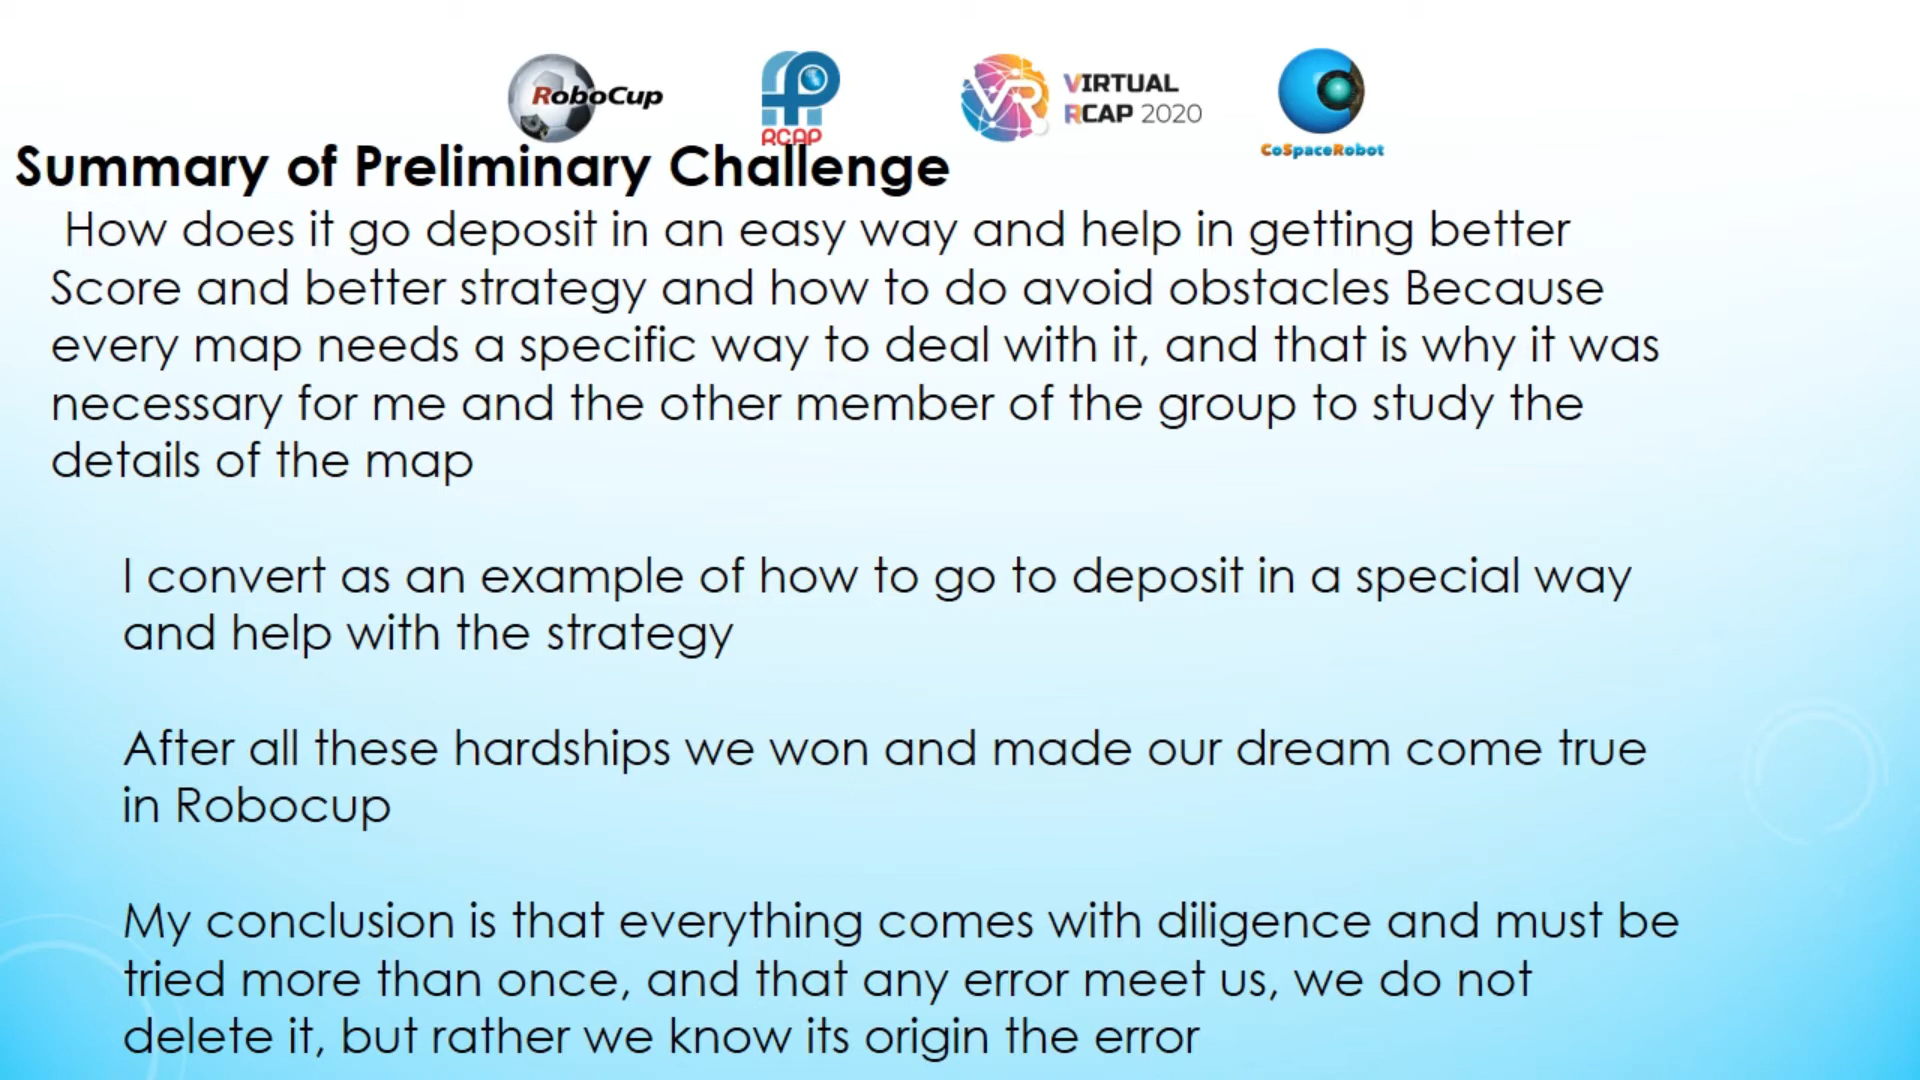 RoboCup
RCAP
VIRTUAL
RCAP 2020
CoSpaceRobot
Summary of Preliminary Challenge
How does it go deposit in an easy way and help in getting better
Score and better strategy and how to do avoid obstacles Because
every map needs a specific way to deal with it, and that is why it was
necessary for me and the other member of the group to study the
details of the map
I convert as an example of how to go to deposit in a special way
and help with the strategy
After all these hardships we won and made our dream come true
in Robocup
My conclusion is that everything comes with diligence and must be
tried more than once, and that any error meet us, we do not
delete it, but rather we know its origin the error